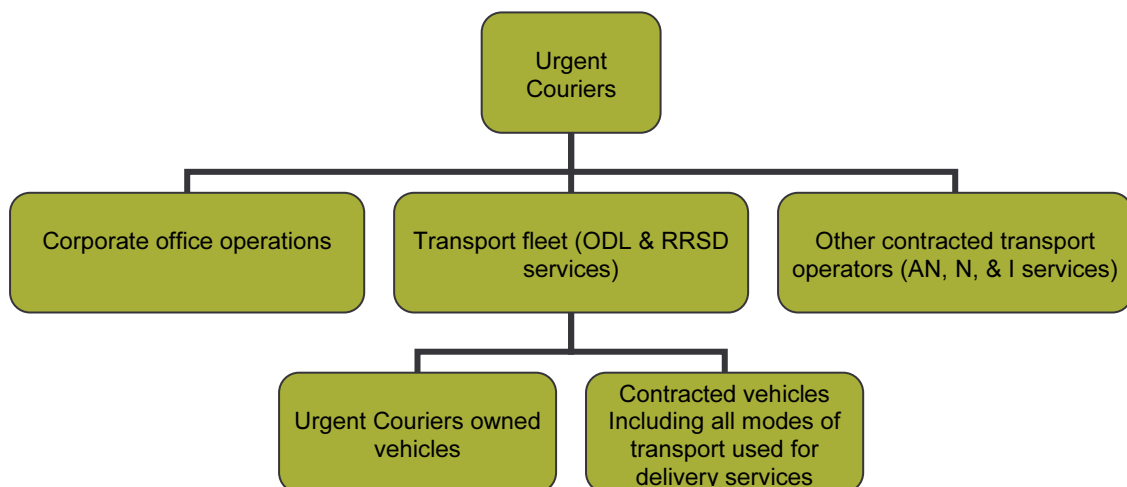 Urgent
Couriers
Corporate office operations
Transport fleet (ODL & RRSD
services)
Other contracted transport
operators (AN, N, & I services)
Urgent Couriers owned
vehicles
Contracted vehicles
Including all modes of
transport used for
delivery services